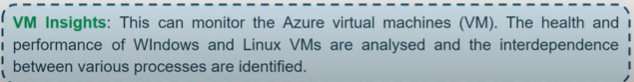 VM Insights: This can monitor the Azure virtual machines (VM). The health and
performance of WIndows and Linux VMs are analysed and the interdependence
between various processes are identified.